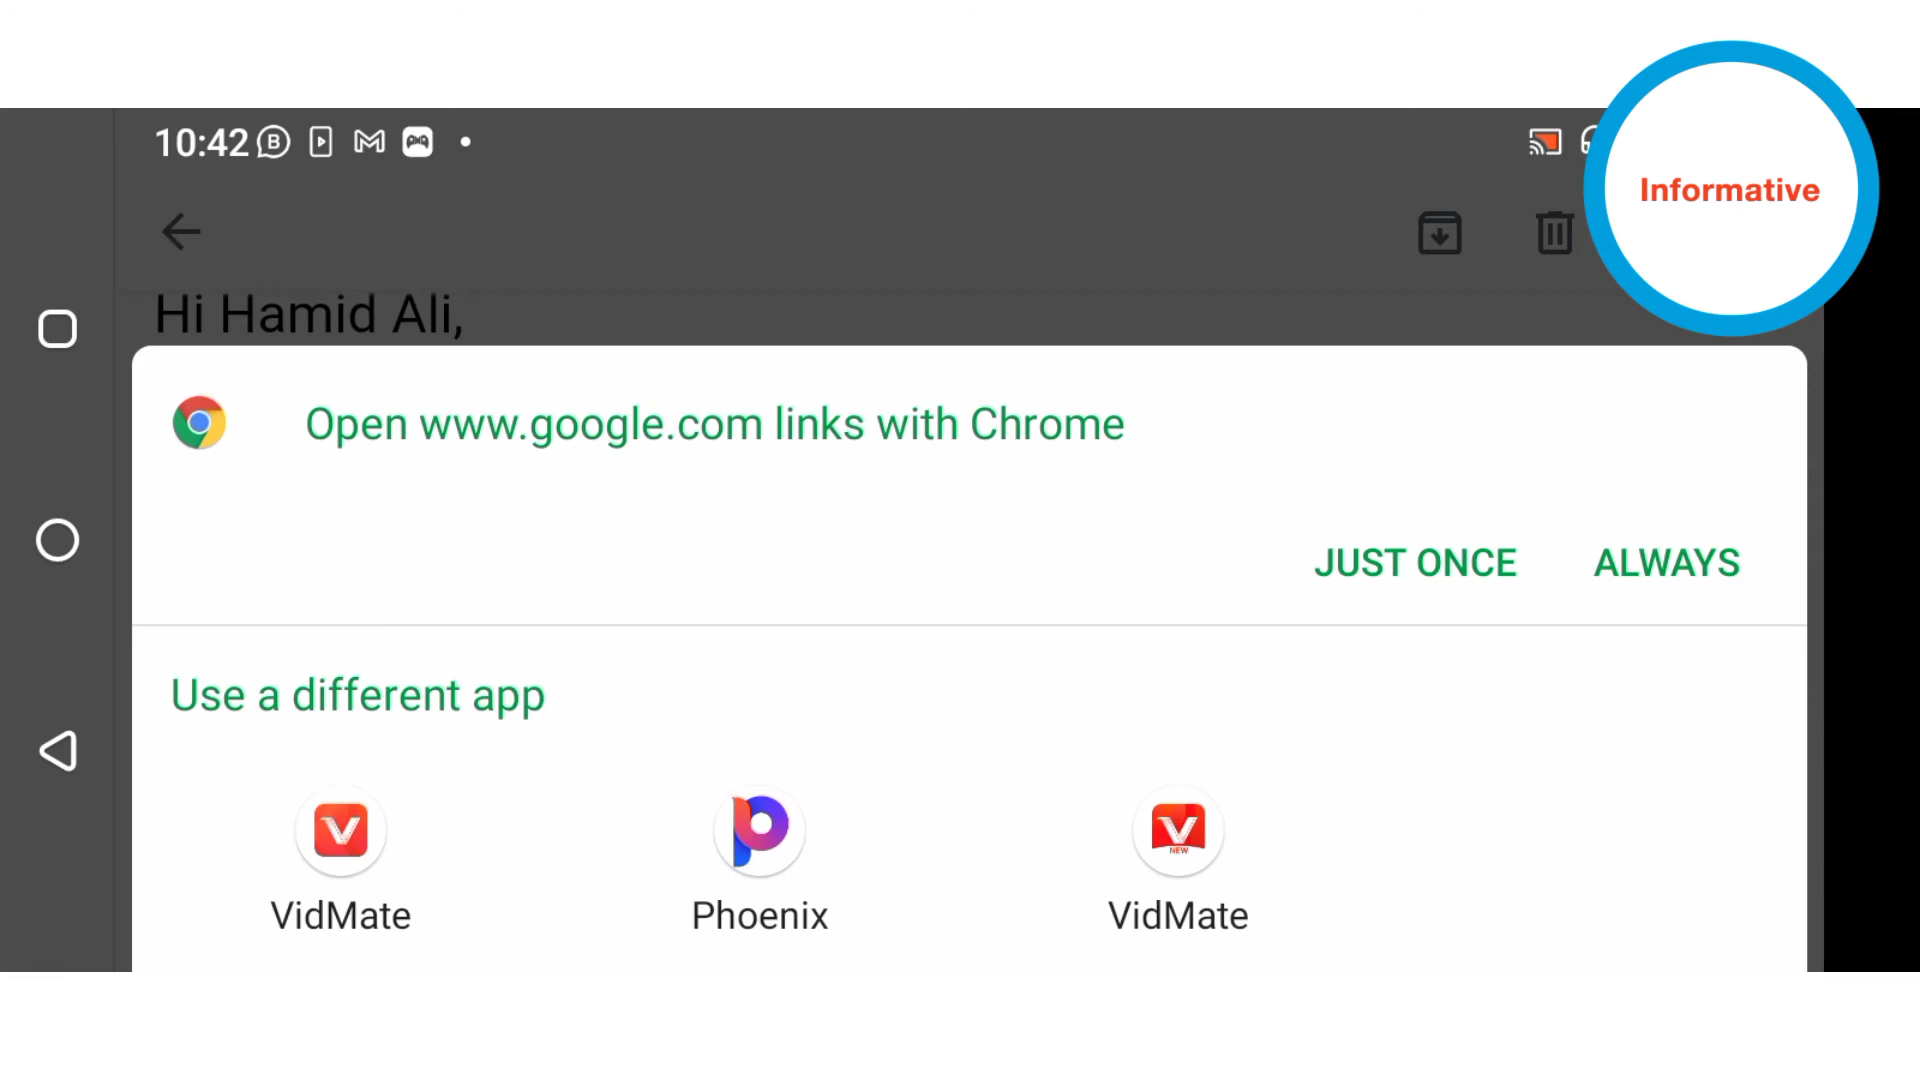 10:42
Informative
Hi Hamid Ali,
Open www.google.com links with Chrome
JUST ONCE ALWAYS
Use a different app
NEW
VidMate Phoenix VidMate